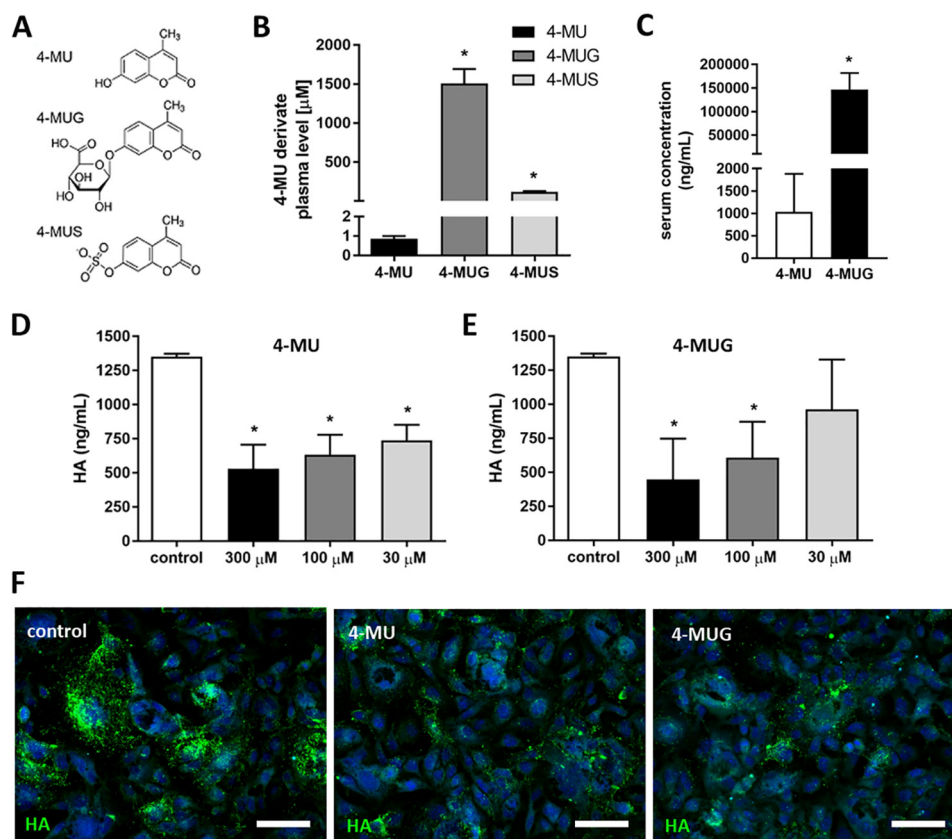 A
4-MU
CH₃
HO
O
O
4-MUG
CH₃
HO
O
O
O
O
O
OH
HO
OH
OH
4-MUS
CH₃
O
⁻O
S
O
O
O
O
B
4-MU derivate
plasma level [µM]
2000
1500
1000
500
2
1
0
*
*
4-MU
4-MUG
4-MUS
4-MU
4-MUG
4-MUS
C
serum concentration
(ng/mL)
200000
150000
100000
50000
2000
1500
1000
500
0
*
4-MU
4-MUG
D
4-MU
HA (ng/mL)
1500
1250
1000
750
500
250
0
*
*
*
control
300 µM
100 µM
30 µM
E
4-MUG
HA (ng/mL)
1500
1250
1000
750
500
250
0
*
*
control
300 µM
100 µM
30 µM
F
control
HA
4-MU
HA
4-MUG
HA